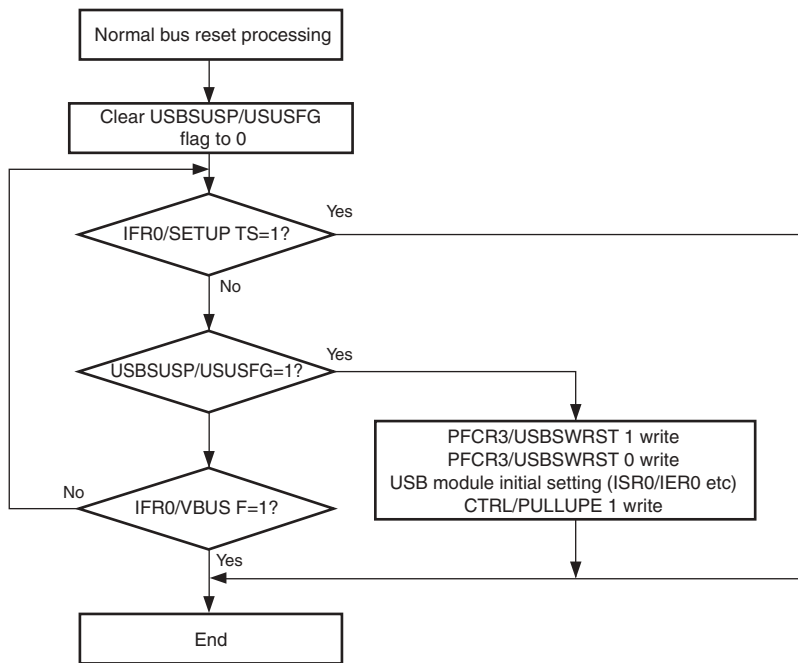 Normal bus reset processing
Clear USBSUSP/USUSFG
flag to 0
IFR0/SETUP TS=1?
Yes
No
USBSUSP/USUSFG=1?
Yes
PFCR3/USBSWRST 1 write
PFCR3/USBSWRST 0 write
USB module initial setting (ISR0/IER0 etc)
CTRL/PULLUPE 1 write
No
IFR0/VBUS F=1?
Yes
End